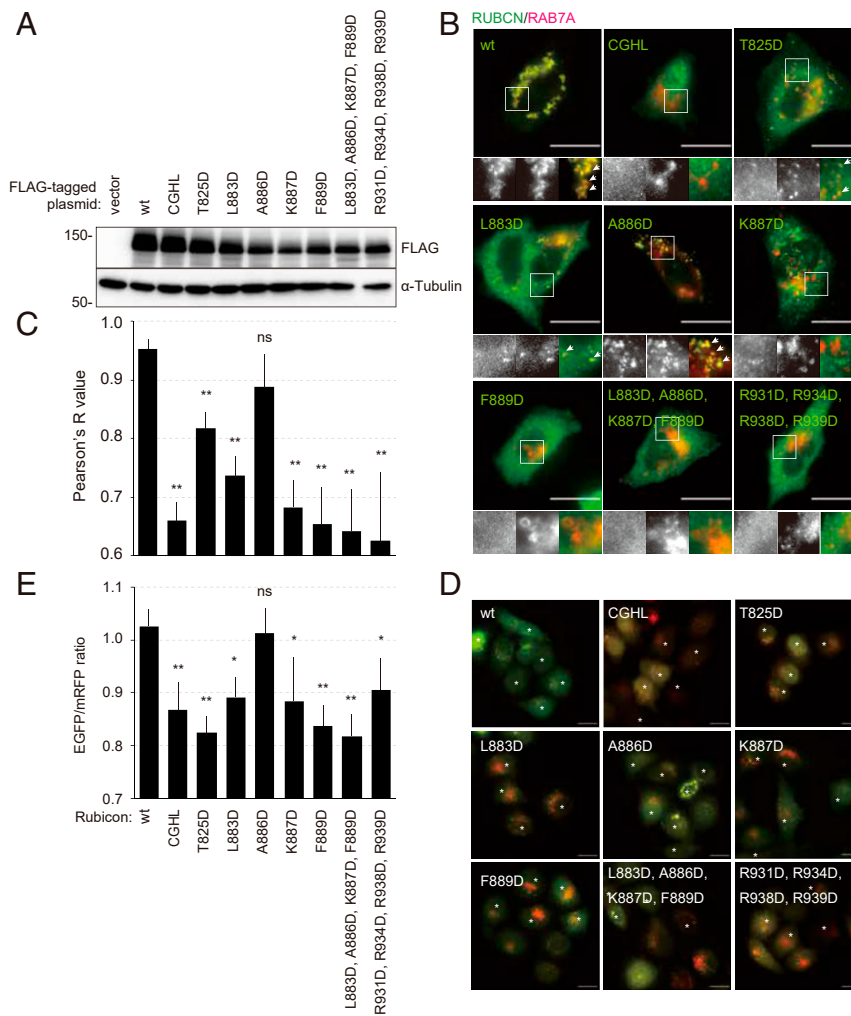 A
FLAG-tagged
plasmid:
vector
wt
CGHL
T825D
L883D
A886D
K887D
F889D
L883D, A886D, K887D, F889D
R931D, R934D, R938D, R939D
150-
FLAG
α-Tubulin
50-
B
RUBCN/RAB7A
wt
CGHL
T825D
L883D
A886D
K887D
F889D
L883D, A886D,
K887D, F889D
R931D, R934D,
R938D, R939D
C
Pearson's R value
1.0
0.9
0.8
0.7
0.6
**
**
**
ns
**
**
**
**
E
EGFP/mRFP ratio
1.1
1.0
0.9
0.8
0.7
**
**
*
ns
*
**
**
*
Rubicon:
wt
CGHL
T825D
L883D
A886D
K887D
F889D
L883D, A886D, K887D, F889D
R931D, R934D, R938D, R939D
D
wt
CGHL
T825D
L883D
A886D
K887D
F889D
L883D, A886D,
K887D, F889D
R931D, R934D,
R938D, R939D